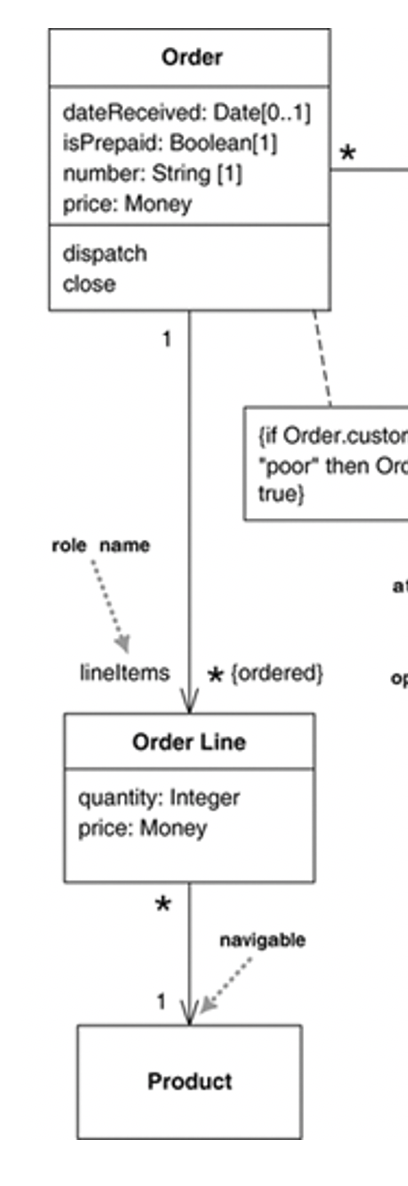 Order
dateReceived: Date[0..1]
isPrepaid: Boolean[1]
number: String [1]
price: Money
*
dispatch
close
1
{if Order.custor
"poor" then Ord
true}
role name
lineItems
* {ordered}
Order Line
quantity: Integer
price: Money
*
navigable
1
Product